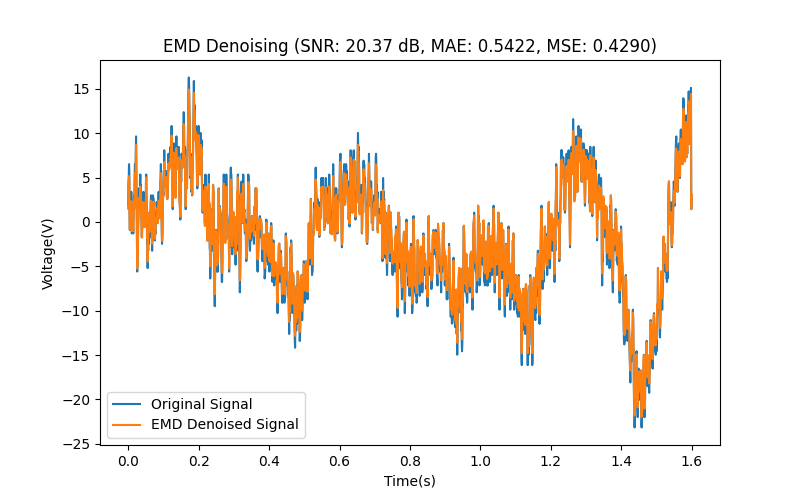 EMD Denoising (SNR: 20.37 dB, MAE: 0.5422, MSE: 0.4290)
15
10
5
0
−5
−10
−15
−20
−25
Voltage(V)
Original Signal
EMD Denoised Signal
0.0 0.2 0.4 0.6 0.8 1.0 1.2 1.4 1.6
Time(s)